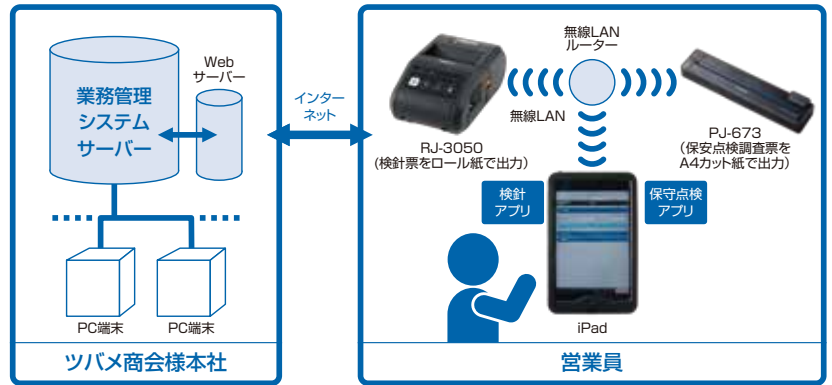 業務管理
システム
サーバー
Web
サーバー
PC端末
PC端末
ツバメ商会様本社
インター
ネット
無線LAN
ルーター
無線LAN
RJ-3050
(検針票をロール紙で出力)
PJ-673
(保安点検調査票を
A4カット紙で出力)
検針
アプリ
保守点検
アプリ
iPad
営業員